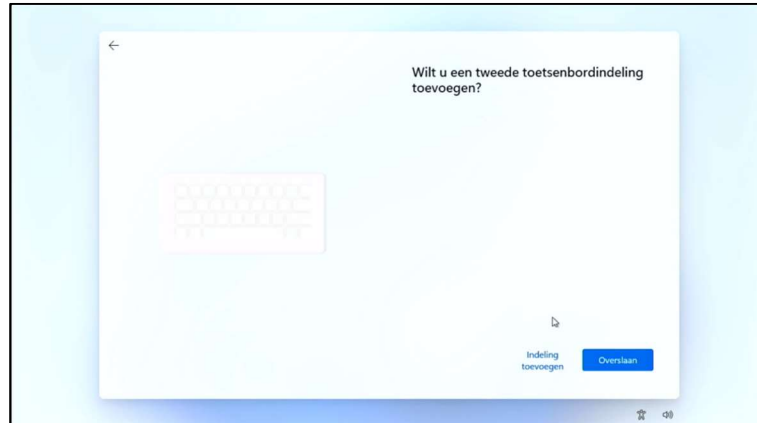 Wilt u een tweede toetsenbordindeling
toevoegen?
Indeling
toevoegen
Overslaan